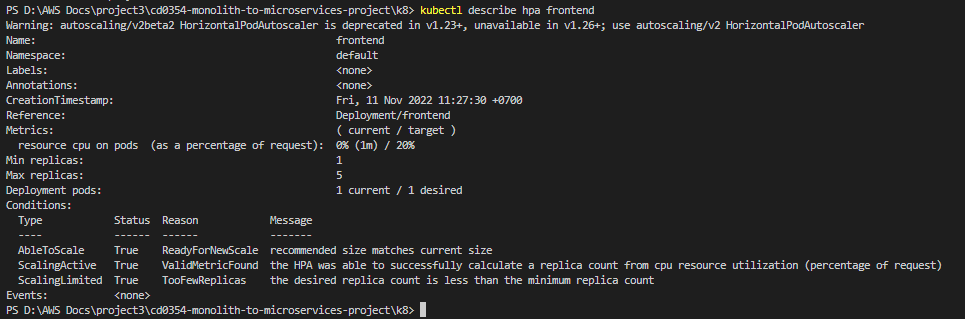 PS D:\AWS Docs\project3\cd0354-monolith-to-microservices-project\k8> kubectl describe hpa frontend
Warning: autoscaling/v2beta2 HorizontalPodAutoscaler is deprecated in v1.23+, unavailable in v1.26+; use autoscaling/v2 HorizontalPodAutoscaler
Name:                                                  frontend
Namespace:                                             default
Labels:                                                <none>
Annotations:                                           <none>
CreationTimestamp:                                     Fri, 11 Nov 2022 11:27:30 +0700
Reference:                                             Deployment/frontend
Metrics:                                               ( current / target )
  resource cpu on pods  (as a percentage of request):  0% (1m) / 20%
Min replicas:                                          1
Max replicas:                                          5
Deployment pods:                                       1 current / 1 desired
Conditions:
  Type            Status  Reason            Message
  ----            ------  ------            -------
  AbleToScale     True    ReadyForNewScale  recommended size matches current size
  ScalingActive   True    ValidMetricFound  the HPA was able to successfully calculate a replica count from cpu resource utilization (percentage of request)
  ScalingLimited  True    TooFewReplicas    the desired replica count is less than the minimum replica count
Events:           <none>
PS D:\AWS Docs\project3\cd0354-monolith-to-microservices-project\k8>